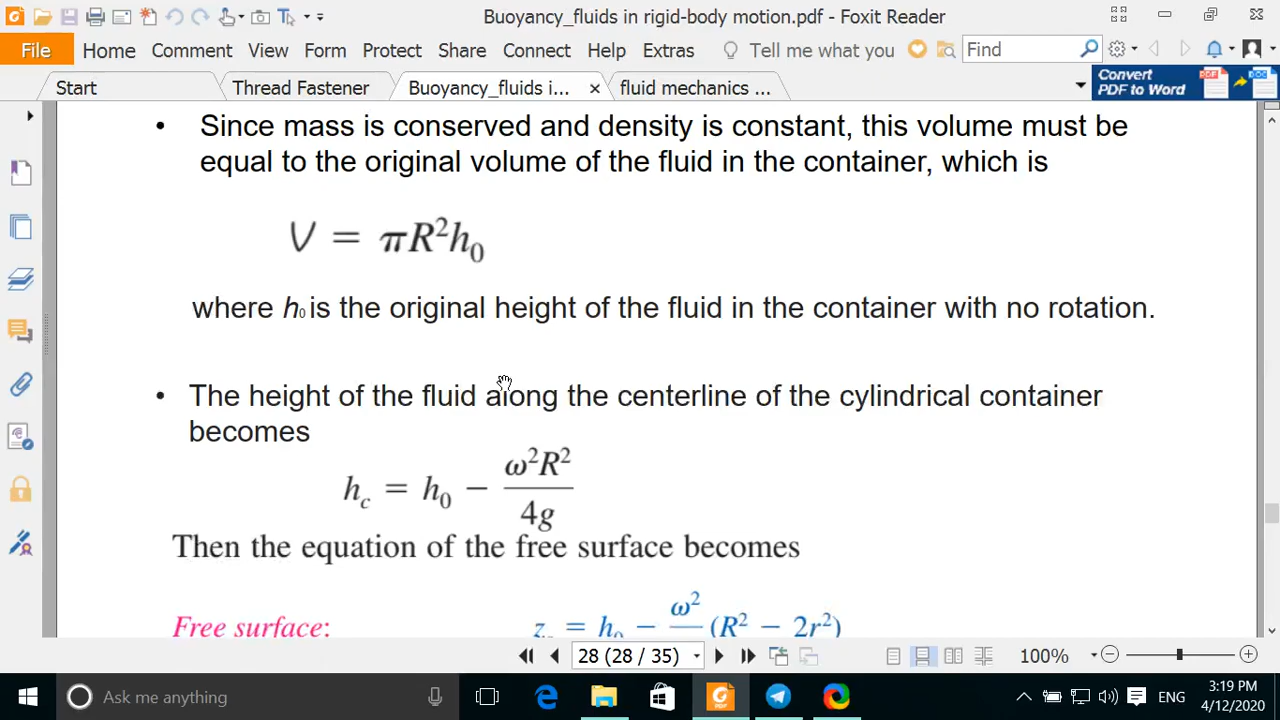 Buoyancy_fluids in rigid-body motion.pdf - Foxit Reader
File Home Comment View Form Protect Share Connect Help Extras Tell me what you Find
Start Thread Fastener Buoyancy_fluids i... × fluid mechanics ... Convert
PDF to Word
• Since mass is conserved and density is constant, this volume must be
equal to the original volume of the fluid in the container, which is
V = πR²h₀
where h₀ is the original height of the fluid in the container with no rotation.
• The height of the fluid along the centerline of the cylindrical container
becomes
h_c = h₀ − ω²R²/4g
Then the equation of the free surface becomes
Free surface: z = h₀ − ω² (R² − 2r²)
28 (28 / 35) 100%
Ask me anything ENG 3:19 PM
4/12/2020